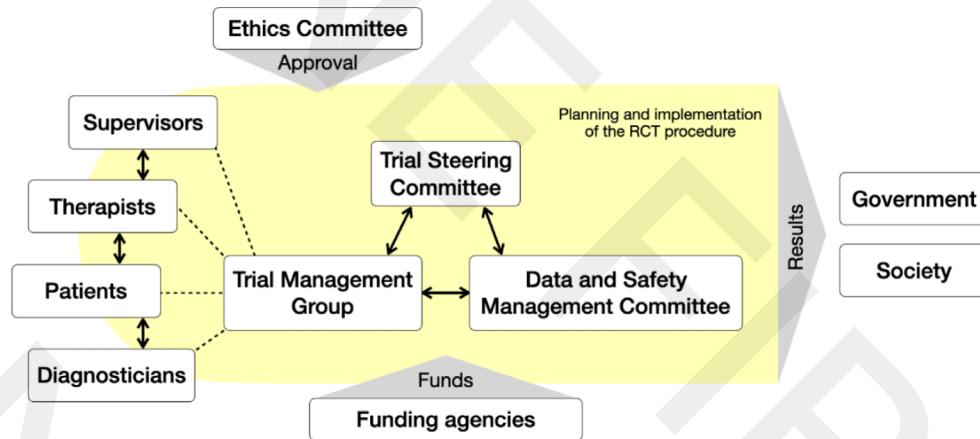 Ethics Committee
Approval
Planning and implementation
of the RCT procedure
Supervisors
Trial Steering
Committee
Therapists
Government
Results
Society
Trial Management
Group
Data and Safety
Management Committee
Patients
Diagnosticians
Funds
Funding agencies